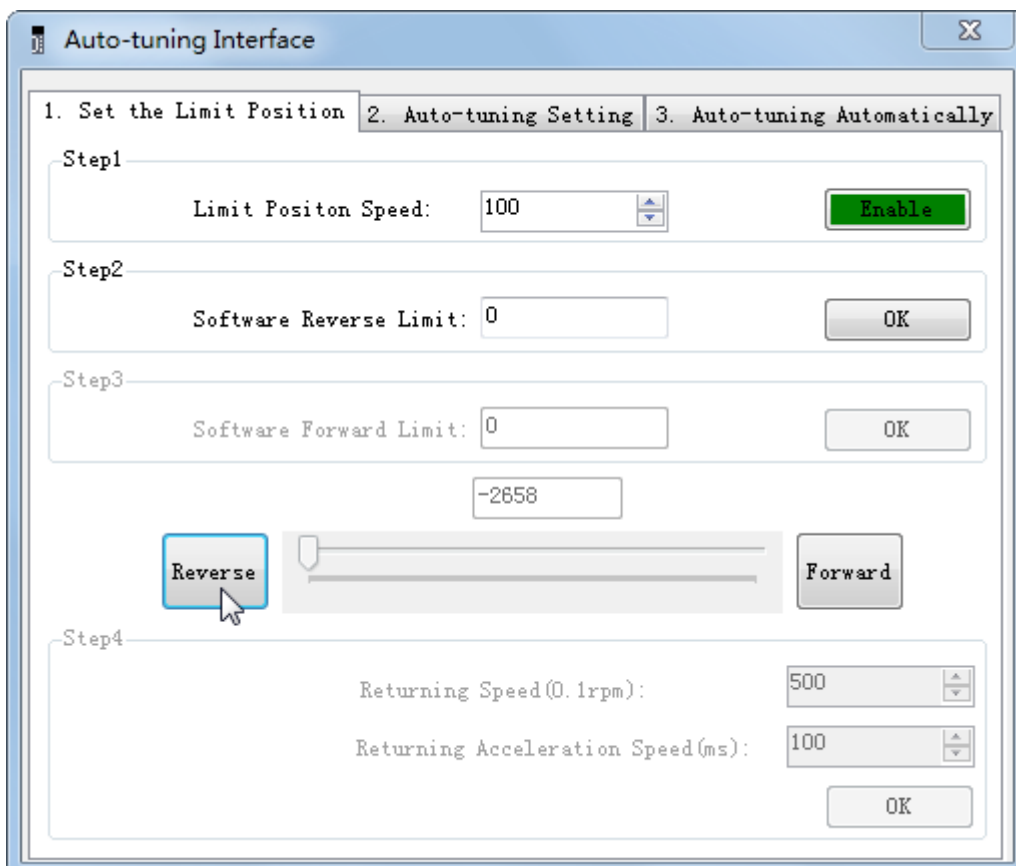 Auto-tuning Interface
1. Set the Limit Position 2. Auto-tuning Setting 3. Auto-tuning Automatically
Step1
Limit Positon Speed: 100 Enable
Step2
Software Reverse Limit: 0 OK
Step3
Software Forward Limit: 0 OK
-2658
Reverse Forward
Step4
Returning Speed(0.1rpm): 500
Returning Acceleration Speed(ms): 100
OK